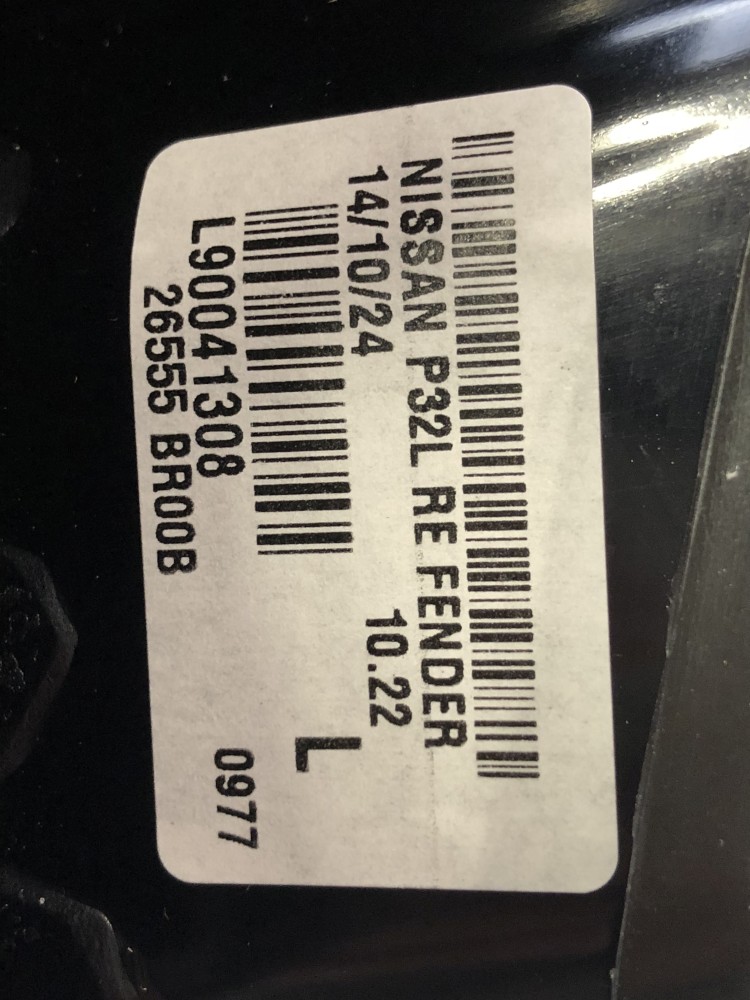 NISSAN P32L RE FENDER
14/10/24 10.22
L
L90041308
26555 BR00B
0977